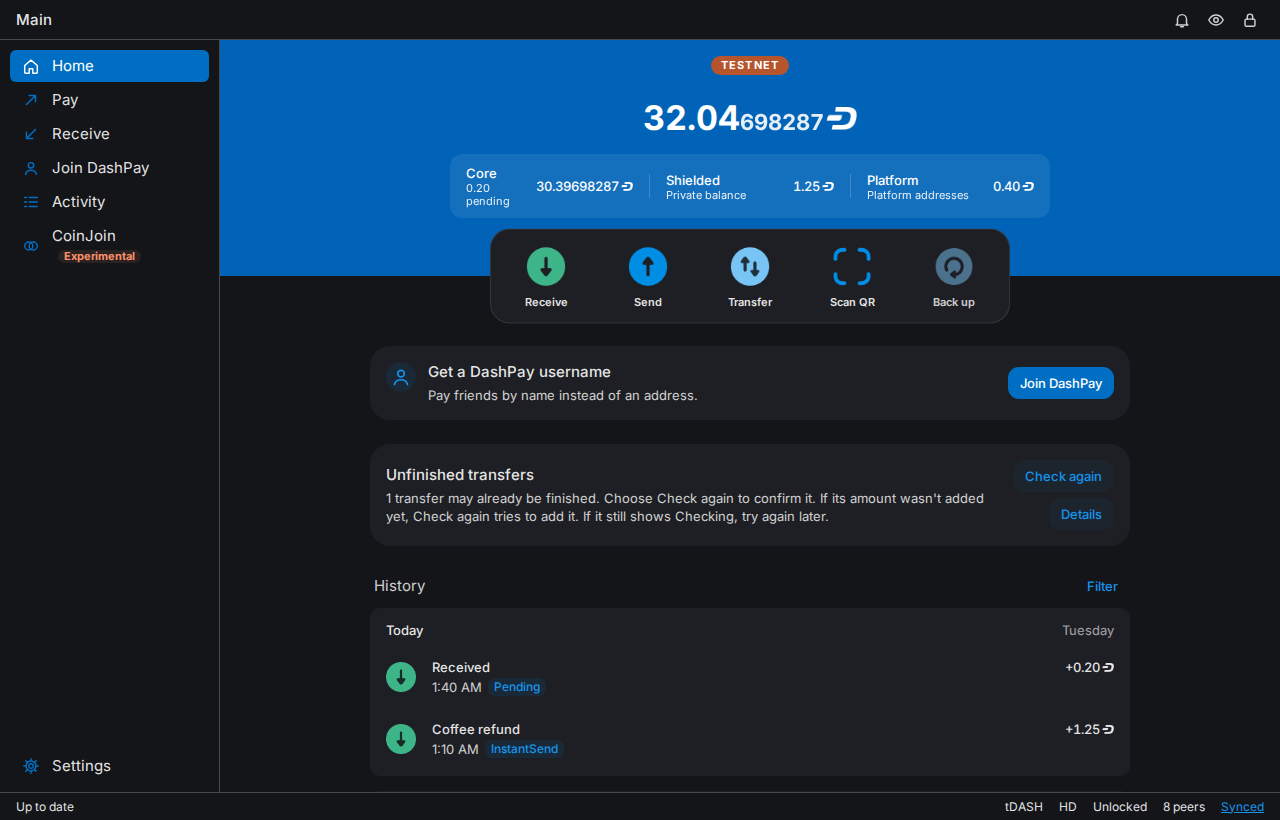 Main
Home
Pay
Receive
Join DashPay
Activity
CoinJoin
Experimental
Settings
TESTNET
32.04698287
Core
0.20
pending
30.39698287
Shielded
Private balance
1.25
Platform
Platform addresses
0.40
Receive
Send
Transfer
Scan QR
Back up
Get a DashPay username
Pay friends by name instead of an address.
Join DashPay
Unfinished transfers
1 transfer may already be finished. Choose Check again to confirm it. If its amount wasn't added
yet, Check again tries to add it. If it still shows Checking, try again later.
Check again
Details
History
Filter
Today
Tuesday
Received
1:40 AM Pending
+0.20
Coffee refund
1:10 AM InstantSend
+1.25
Up to date
tDASH HD Unlocked 8 peers Synced